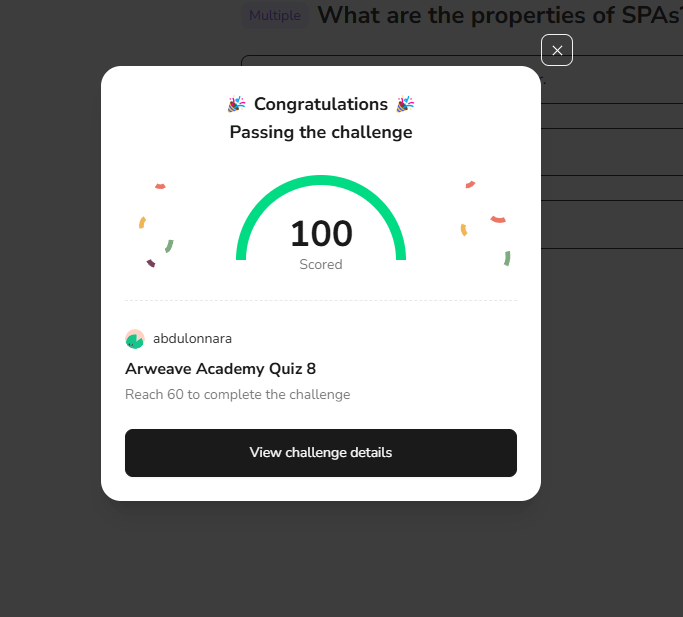 Multiple What are the properties of SPAs?
Congratulations
Passing the challenge
100
Scored
abdulonnara
Arweave Academy Quiz 8
Reach 60 to complete the challenge
View challenge details